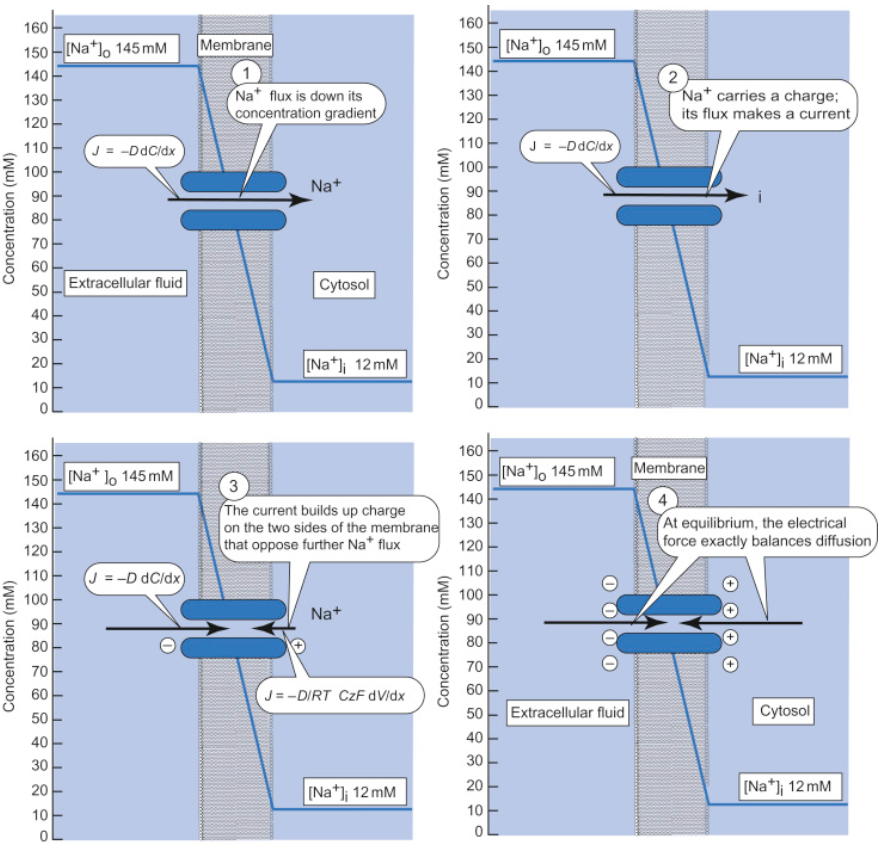 160
150
140
130
120
110
100
90
80
70
60
50
40
30
20
10
0
Concentration (mM)
[Na+]o 145 mM
Membrane
1
Na+ flux is down its
concentration gradient
J = –D dC/dx
Na+
Extracellular fluid
Cytosol
[Na+]i 12 mM
160
150
140
130
120
110
100
90
80
70
60
50
40
30
20
10
0
Concentration (mM)
[Na+]o 145 mM
2
Na+ carries a charge;
its flux makes a current
J = –D dC/dx
i
[Na+]i 12 mM
160
150
140
130
120
110
100
90
80
70
60
50
40
30
20
10
0
Concentration (mM)
[Na+]o 145 mM
3
The current builds up charge
on the two sides of the membrane
that oppose further Na+ flux
J = –D dC/dx
Na+
– +
J = –D/RT CzF dV/dx
[Na+]i 12 mM
160
150
140
130
120
110
100
90
80
70
60
50
40
30
20
10
0
Concentration (mM)
[Na+]o 145 mM
Membrane
4
At equilibrium, the electrical
force exactly balances diffusion
– +
– +
– +
– +
Extracellular fluid
Cytosol
[Na+]i 12 mM